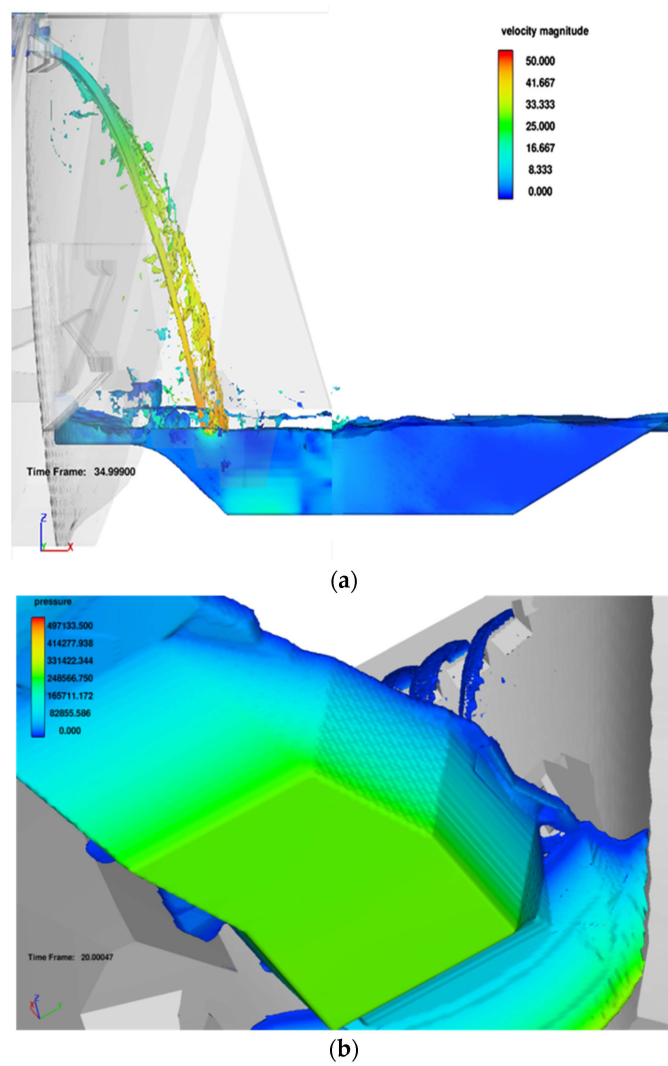 velocity magnitude
50.000
41.667
33.333
25.000
16.667
8.333
0.000
Time Frame: 34.99900
Z
Y
X
(a)
pressure
497133.500
414277.938
331422.344
248566.750
165711.172
82855.586
0.000
Time Frame: 20.00047
Z
X
Y
(b)